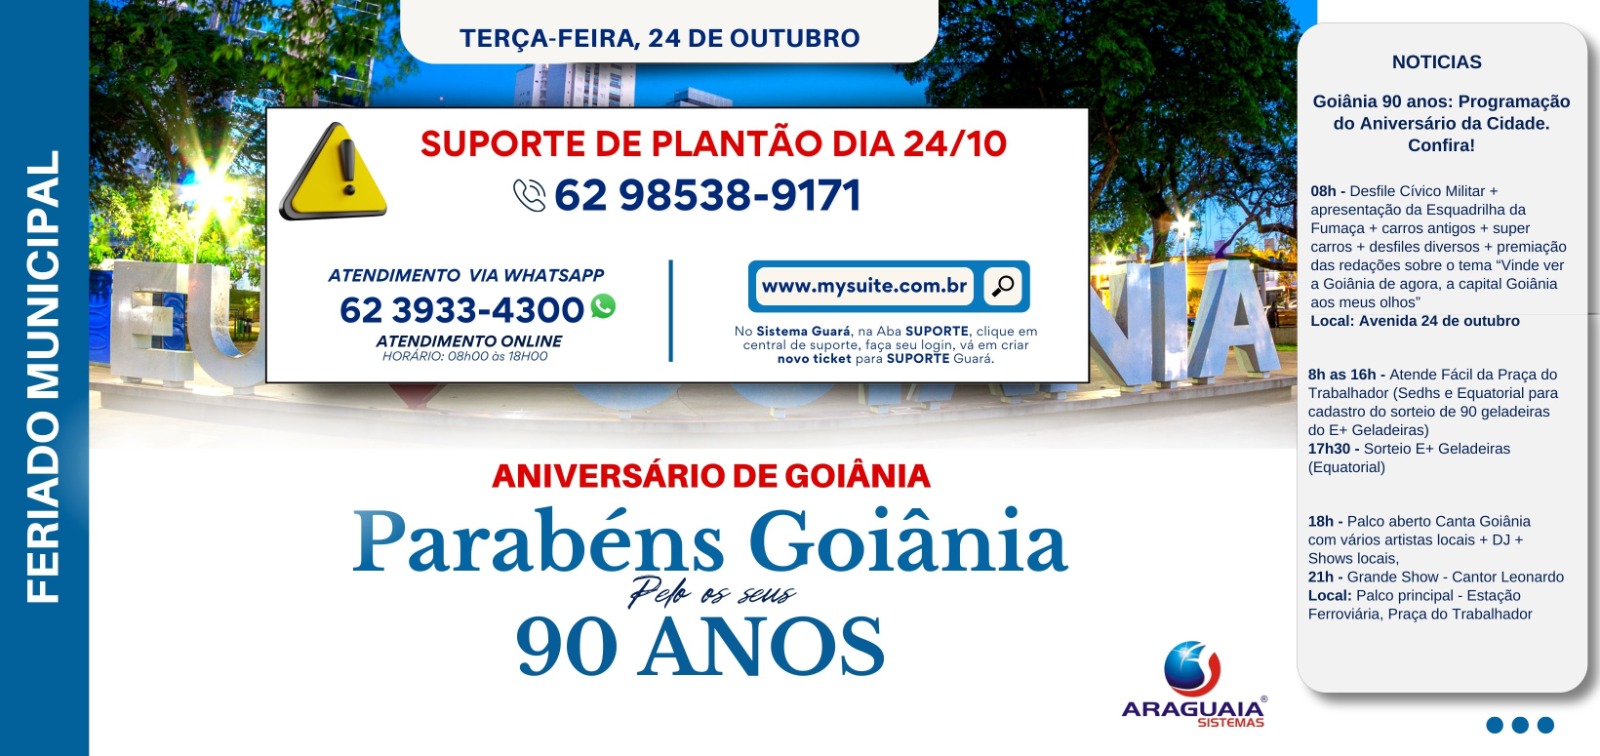 FERIADO MUNICIPAL
TERÇA-FEIRA, 24 DE OUTUBRO
SUPORTE DE PLANTÃO DIA 24/10
62 98538-9171
ATENDIMENTO VIA WHATSAPP
62 3933-4300
ATENDIMENTO ONLINE
HORÁRIO: 08h00 às 18H00
www.mysuite.com.br
No Sistema Guará, na Aba SUPORTE, clique em
central de suporte, faça seu login, vá em criar
novo ticket para SUPORTE Guará.
EU
NIA
ANIVERSÁRIO DE GOIÂNIA
Parabéns Goiânia
Pelo os seus
90 ANOS
ARAGUAIA®
SISTEMAS
NOTICIAS
Goiânia 90 anos: Programação
do Aniversário da Cidade.
Confira!
08h - Desfile Cívico Militar +
apresentação da Esquadrilha da
Fumaça + carros antigos + super
carros + desfiles diversos + premiação
das redações sobre o tema “Vinde ver
a Goiânia de agora, a capital Goiânia
aos meus olhos”
Local: Avenida 24 de outubro
8h as 16h - Atende Fácil da Praça do
Trabalhador (Sedhs e Equatorial para
cadastro do sorteio de 90 geladeiras
do E+ Geladeiras)
17h30 - Sorteio E+ Geladeiras
(Equatorial)
18h - Palco aberto Canta Goiânia
com vários artistas locais + DJ +
Shows locais,
21h - Grande Show - Cantor Leonardo
Local: Palco principal - Estação
Ferroviária, Praça do Trabalhador